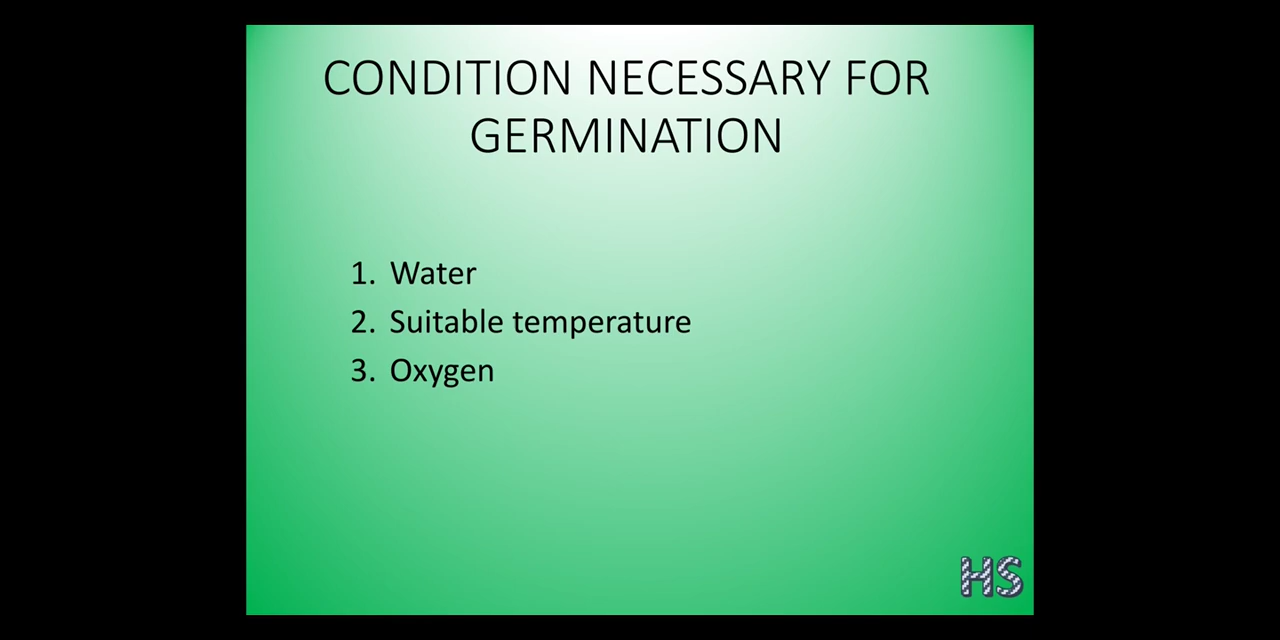 CONDITION NECESSARY FOR
GERMINATION
1. Water
2. Suitable temperature
3. Oxygen
HS